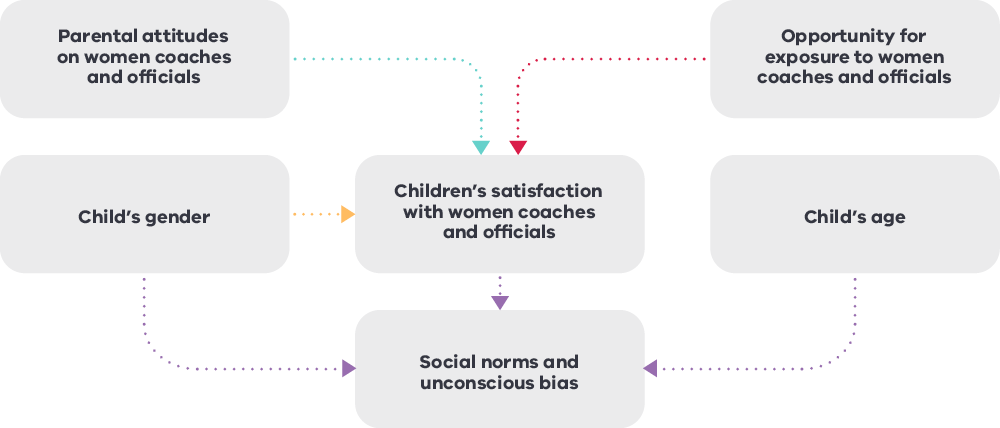 Parental attitudes
on women coaches
and officials
Opportunity for
exposure to women
coaches and officials
Child’s gender
Children’s satisfaction
with women coaches
and officials
Child’s age
Social norms and
unconscious bias